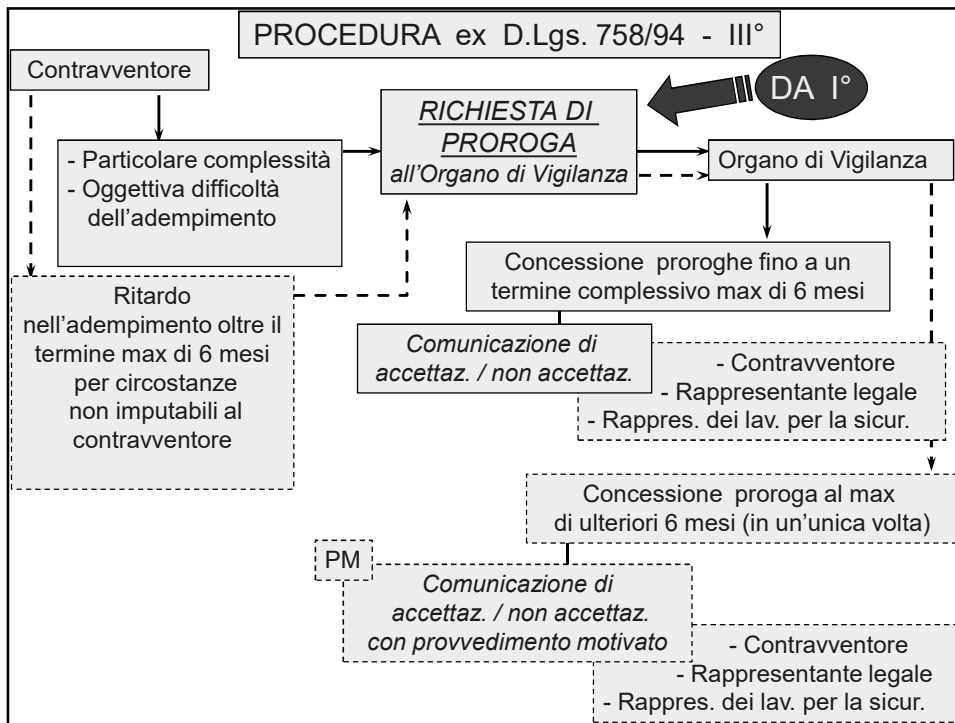 PROCEDURA ex D.Lgs. 758/94 - III°
Contravventore
DA I°
RICHIESTA DI
PROROGA
all'Organo di Vigilanza
- Particolare complessità
- Oggettiva difficoltà
dell'adempimento
Organo di Vigilanza
Concessione proroghe fino a un
termine complessivo max di 6 mesi
Ritardo
nell'adempimento oltre il
termine max di 6 mesi
per circostanze
non imputabili al
contravventore
Comunicazione di
accettaz. / non accettaz.
- Contravventore
- Rappresentante legale
- Rappres. dei lav. per la sicur.
Concessione proroga al max
di ulteriori 6 mesi (in un'unica volta)
PM
Comunicazione di
accettaz. / non accettaz.
con provvedimento motivato
- Contravventore
- Rappresentante legale
- Rappres. dei lav. per la sicur.